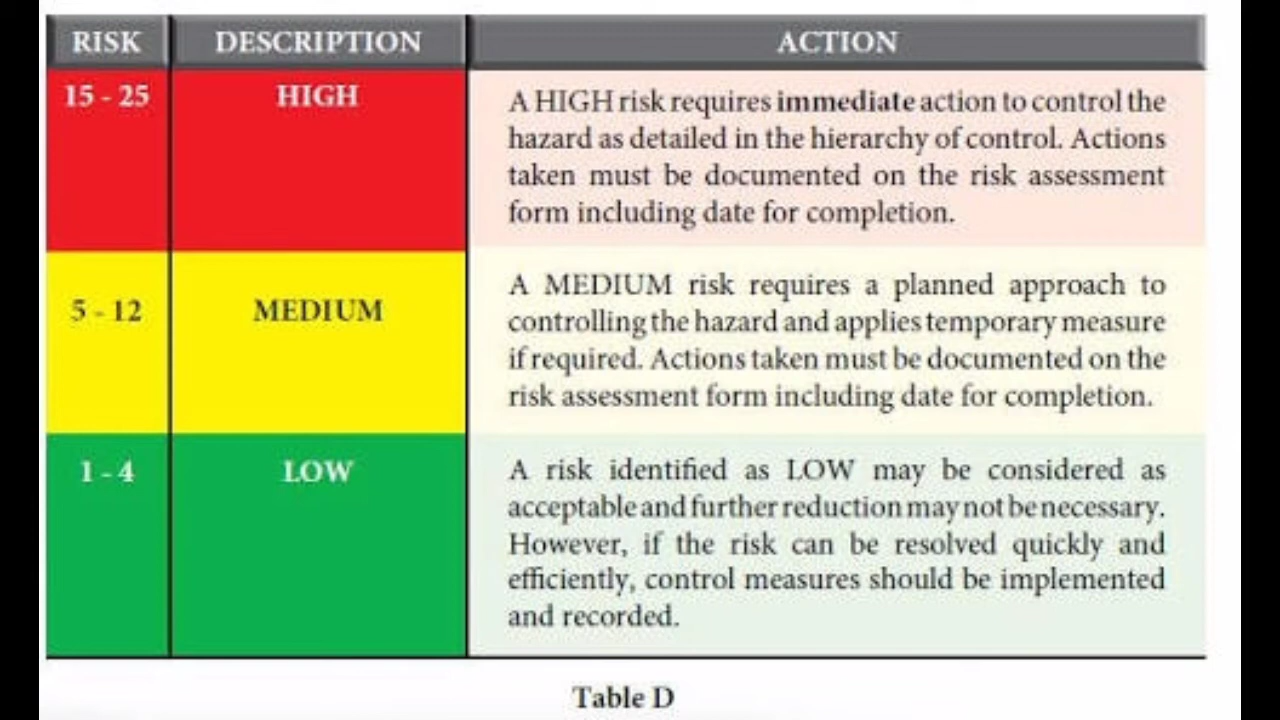 RISK DESCRIPTION ACTION
15 - 25 HIGH
A HIGH risk requires immediate action to control the
hazard as detailed in the hierarchy of control. Actions
taken must be documented on the risk assessment
form including date for completion.
5 - 12 MEDIUM
A MEDIUM risk requires a planned approach to
controlling the hazard and applies temporary measure
if required. Actions taken must be documented on the
risk assessment form including date for completion.
1 - 4 LOW
A risk identified as LOW may be considered as
acceptable and further reduction may not be necessary.
However, if the risk can be resolved quickly and
efficiently, control measures should be implemented
and recorded.
Table D